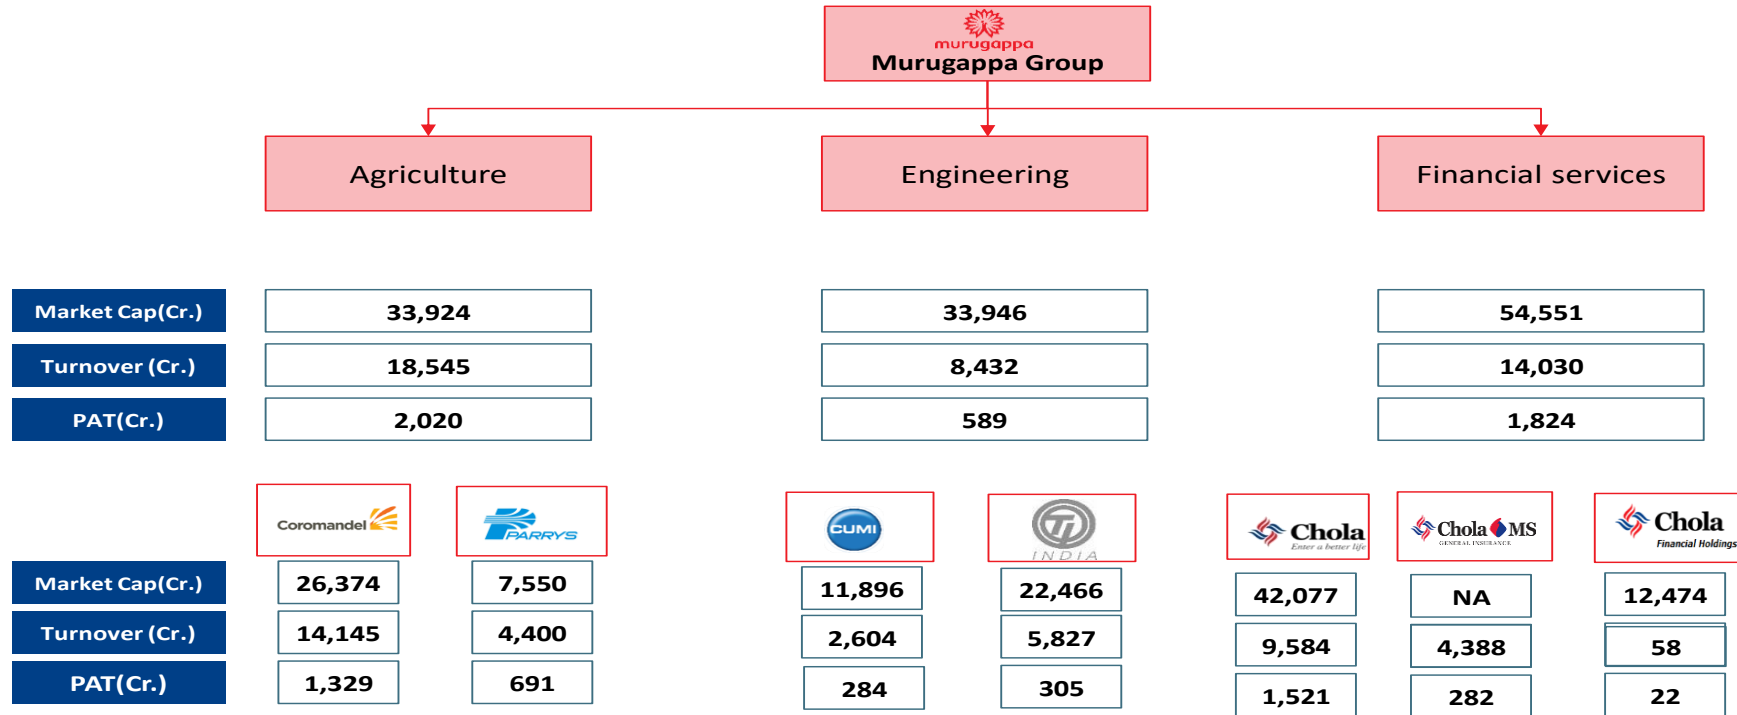 murugappa
Murugappa Group
Agriculture Engineering Financial services
Market Cap(Cr.) 33,924 33,946 54,551
Turnover (Cr.) 18,545 8,432 14,030
PAT(Cr.) 2,020 589 1,824
Coromandel PARRYS CUMI TI INDIA Chola Enter a better life Chola MS GENERAL INSURANCE Chola Financial Holdings
Market Cap(Cr.) 26,374 7,550 11,896 22,466 42,077 NA 12,474
Turnover (Cr.) 14,145 4,400 2,604 5,827 9,584 4,388 58
PAT(Cr.) 1,329 691 284 305 1,521 282 22